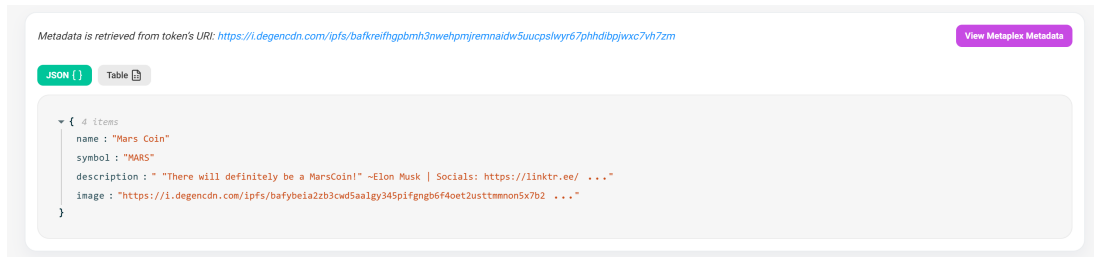 Metadata is retrieved from token's URI: https://i.degencdn.com/ipfs/bafkreifhgpbmh3nwehpmjremnaidw5uucpslwyr67phhdibpjwxc7vh7zm
View Metaplex Metadata
JSON { }
Table
{ 4 items
name : "Mars Coin"
symbol : "MARS"
description : " "There will definitely be a MarsCoin!" ~Elon Musk | Socials: https://linktr.ee/ ..."
image : "https://i.degencdn.com/ipfs/bafybeia2zb3cwd5aalgy345pifgngb6f4oet2usttmmnon5x7b2 ..."
}